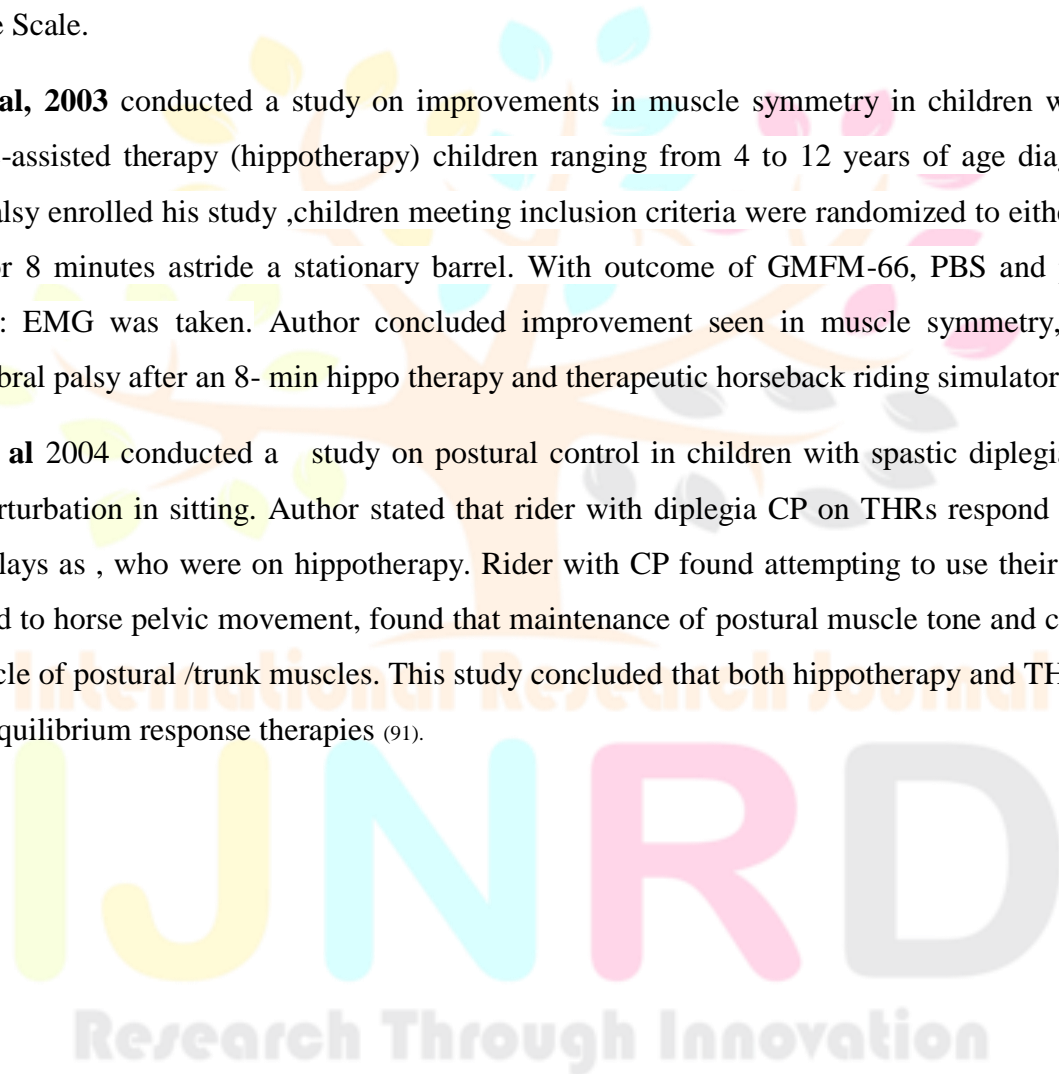 e Scale.
al, 2003 conducted a study on improvements in muscle symmetry in children w
-assisted therapy (hippotherapy) children ranging from 4 to 12 years of age diag
alsy enrolled his study ,children meeting inclusion criteria were randomized to eithe
or 8 minutes astride a stationary barrel. With outcome of GMFM-66, PBS and
: EMG was taken. Author concluded improvement seen in muscle symmetry,
bral palsy after an 8- min hippo therapy and therapeutic horseback riding simulator
al 2004 conducted a study on postural control in children with spastic diplegia
rturbation in sitting. Author stated that rider with diplegia CP on THRs respond
lays as , who were on hippotherapy. Rider with CP found attempting to use their
d to horse pelvic movement, found that maintenance of postural muscle tone and c
cle of postural /trunk muscles. This study concluded that both hippotherapy and TH
quilibrium response therapies (91).
International Research Journal
IJNRD
Research Through Innovation